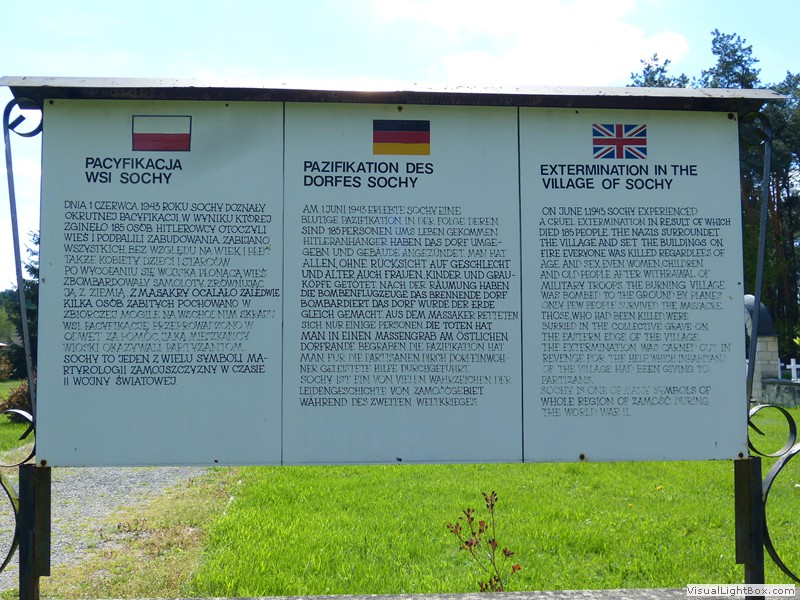 PACYFIKACJA
WSI SOCHY
DNIA 1 CZERWCA 1943 ROKU SOCHY DOZNAŁY
OKRUTNEJ PACYFIKACJI, W WYNIKU KTÓREJ
ZGINĘŁO 185 OSÓB. HITLEROWCY OTOCZYLI
WIEŚ I PODPALILI ZABUDOWANIA. ZABIJANO
WSZYSTKICH, BEZ WZGLĘDU NA WIEK I PŁEĆ
TAKŻE KOBIETY, DZIECI I STARCÓW.
PO WYCOFANIU SIĘ WOJSKA PŁONĄCĄ WIEŚ
ZBOMBARDOWAŁY SAMOLOTY, ZRÓWNUJĄC
JĄ Z ZIEMIĄ. Z MASAKRY OCALAŁO ZALEDWIE
KILKA OSÓB. ZABITYCH POCHOWANO W
ZBIORCZEJ MOGILE NA WSCHODNIM SKRAJU
WSI. PACYFIKACJĘ PRZEPROWADZONO W
ODWET ZA POMOC, JAKĄ MIESZKAŃCY
WIOSKI OKAZYWALI PARTYZANTOM.
SOCHY TO JEDEN Z WIELU SYMBOLI MA-
RTYROLOGII ZAMOJSZCZYZNY W CZASIE
II WOJNY ŚWIATOWEJ.
PAZIFIKATION DES
DORFES SOCHY
AM 1 JUNI 1943 ERLEBTE SOCHY EINE
BLUTIGE PAZIFIKATION, IN DER FOLGE DEREN
SIND 185 PERSONEN UMS LEBEN GEKOMMEN
HITLERANHÄNGER HABEN DAS DORF UMGE-
BEN UND GEBÄUDE ANGEZÜNDET. MAN HAT
ALLEN, OHNE RÜCKSICHT AUF GESCHLECHT
UND ALTER AUCH FRAUEN, KINDER UND GRAU-
KÖPFE GETÖTET. NACH DER RÄUMUNG HABEN
DIE BOMBENFLUGZEUGE DAS BRENNENDE DORF
BOMBARDIERT. DAS DORF WURDE DER ERDE
GLEICH GEMACHT. AUS DEM MASSAKER RETTETEN
SICH NUR EINIGE PERSONEN. DIE TOTEN HAT
MAN IN EINEN MASSENGRAB AM ÖSTLICHEN
DORFRANDE BEGRABEN. DIE PAZIFIKATION HAT
MAN FÜR DIE PARTISANEN DURCH DORFEINWOH-
NER GELEISTETE HILFE DURCHGEFÜHRT.
SOCHY IST EIN VON VIELEN WAHRZEICHEN DER
LEIDENGESCHICHTE VON ZAMOŚĆGEBIET
WÄHREND DES ZWEITEN WELTKRIEGES.
EXTERMINATION IN THE
VILLAGE OF SOCHY
ON JUNE 1, 1943 SOCHY EXPERIENCED
A CRUEL EXTERMINATION IN RESULT OF WHICH
DIED 185 PEOPLE. THE NAZIS SURROUNDET
THE VILLAGE AND SET THE BUILDINGS ON
FIRE. EVERYONE WAS KILLED REGARDLEES OF
AGE AND SEX, EVEN WOMEN, CHILDREN
AND OLD PEOPLE. AFTER WITHDRAWAL OF
MILITARY TROOPS, THE BURNING VILLAGE
WAS BOMBET TO THE GROUND BY PLANES
ONLY FEW PEOPLE SURVIVED THE MASSACRE.
THOSE, WHO HAD BEEN KILLED, WERE
BURRIED IN THE COLLECTIVE GRAVE ON
THE EASTERN EDGE OF THE VILLAGE.
THE EXTERMINATION WAS CARRIED OUT IN
REVENGE FOR THE HELP WHICH INHABITANS
OF THE VILLAGE HAD BEEN GIVING TO
PARTIZANS.
SOCHY IS ONE OF MANY SYMBOLS OF
WHOLE REGION OF ZAMOŚĆ DURING
THE WORLD WAR II.
VisualLightBox.com